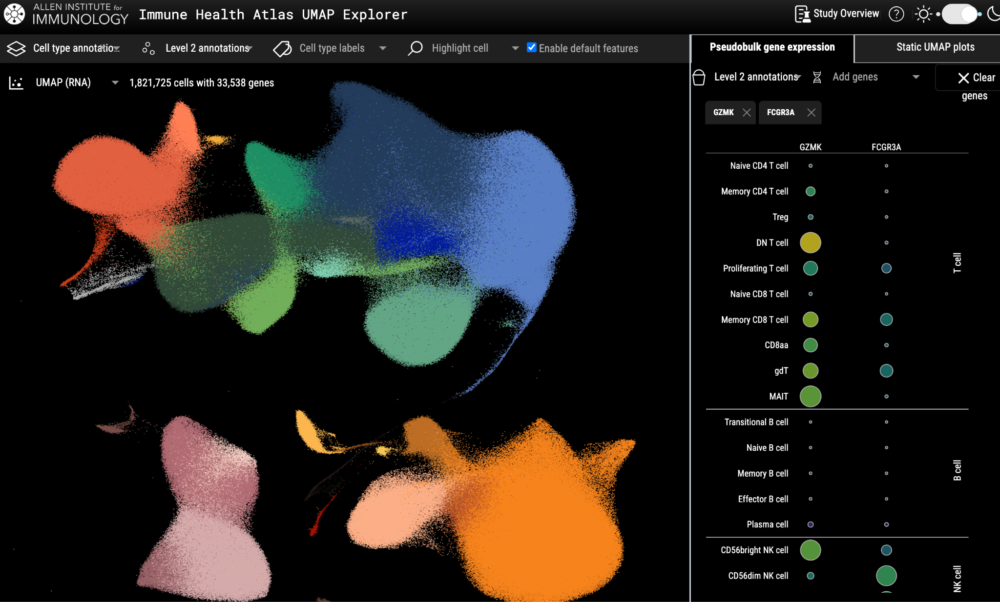 ALLEN INSTITUTE for
IMMUNOLOGY
Immune Health Atlas UMAP Explorer
Study Overview
?
Cell type annotatio...
Level 2 annotations
Cell type labels
Highlight cell
Enable default features
Pseudobulk gene expression
Static UMAP plots
UMAP (RNA)
1,821,725 cells with 33,538 genes
Level 2 annotations
Add genes
Clear
genes
GZMK
FCGR3A
GZMK
FCGR3A
Naive CD4 T cell
Memory CD4 T cell
Treg
DN T cell
Proliferating T cell
Naive CD8 T cell
Memory CD8 T cell
CD8aa
gdT
MAIT
T cell
Transitional B cell
Naive B cell
Memory B cell
Effector B cell
Plasma cell
B cell
CD56bright NK cell
CD56dim NK cell
NK cell